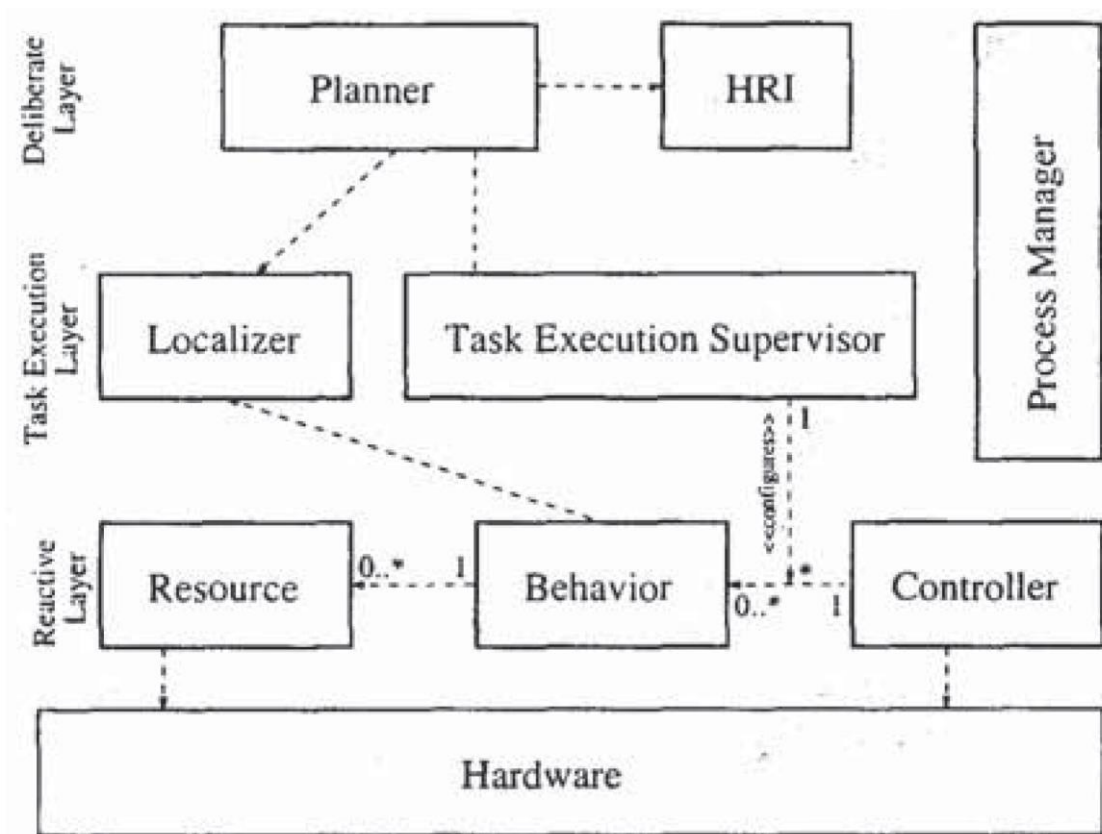 Deliberate
Layer
Planner
HRI
Process Manager
Task Execution
Layer
Localizer
Task Execution Supervisor
1
<<configures>>
Reactive
Layer
Resource
0..*
1
Behavior
0..*
*
1
Controller
Hardware